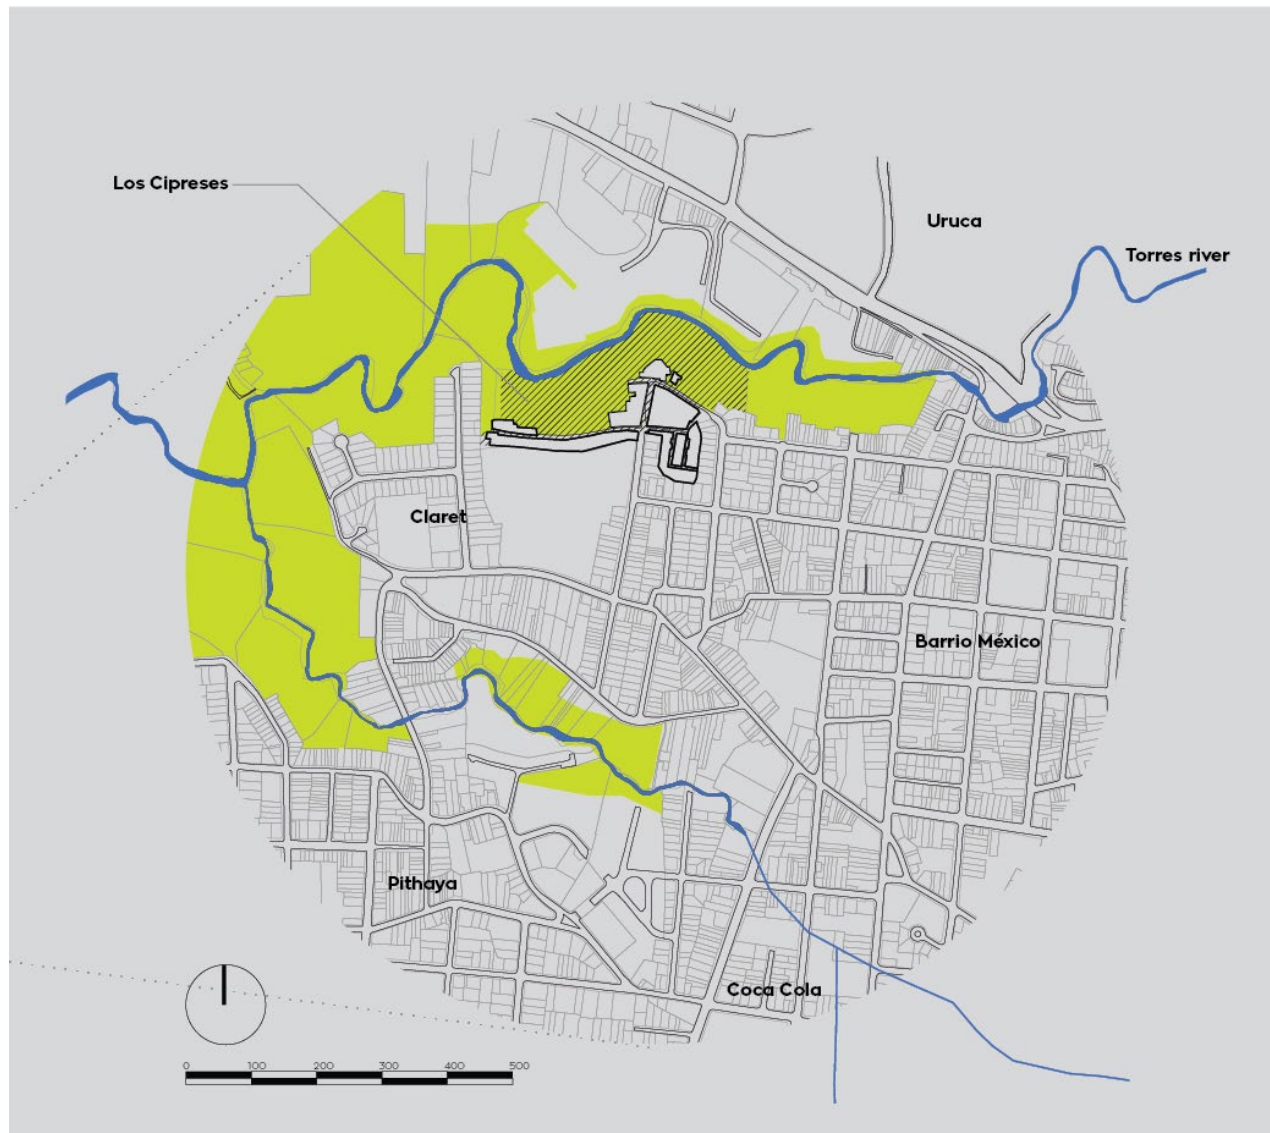 Los Cipreses
Uruca
Torres river
Claret
Barrio México
Pithaya
Coca Cola
0 100 200 300 400 500